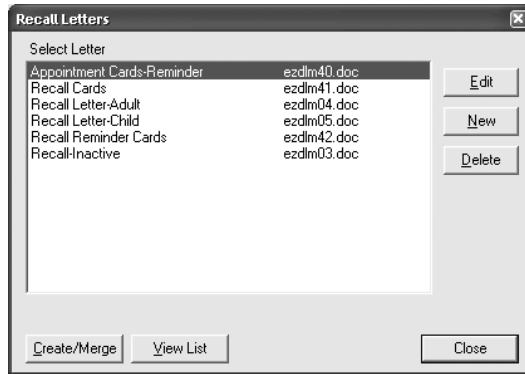 Recall Letters
Select Letter
Appointment Cards-Reminder ezdlm40.doc
Recall Cards ezdlm41.doc
Recall Letter-Adult ezdlm04.doc
Recall Letter-Child ezdlm05.doc
Recall Reminder Cards ezdlm42.doc
Recall-Inactive ezdlm03.doc
Edit
New
Delete
Create/Merge View List Close